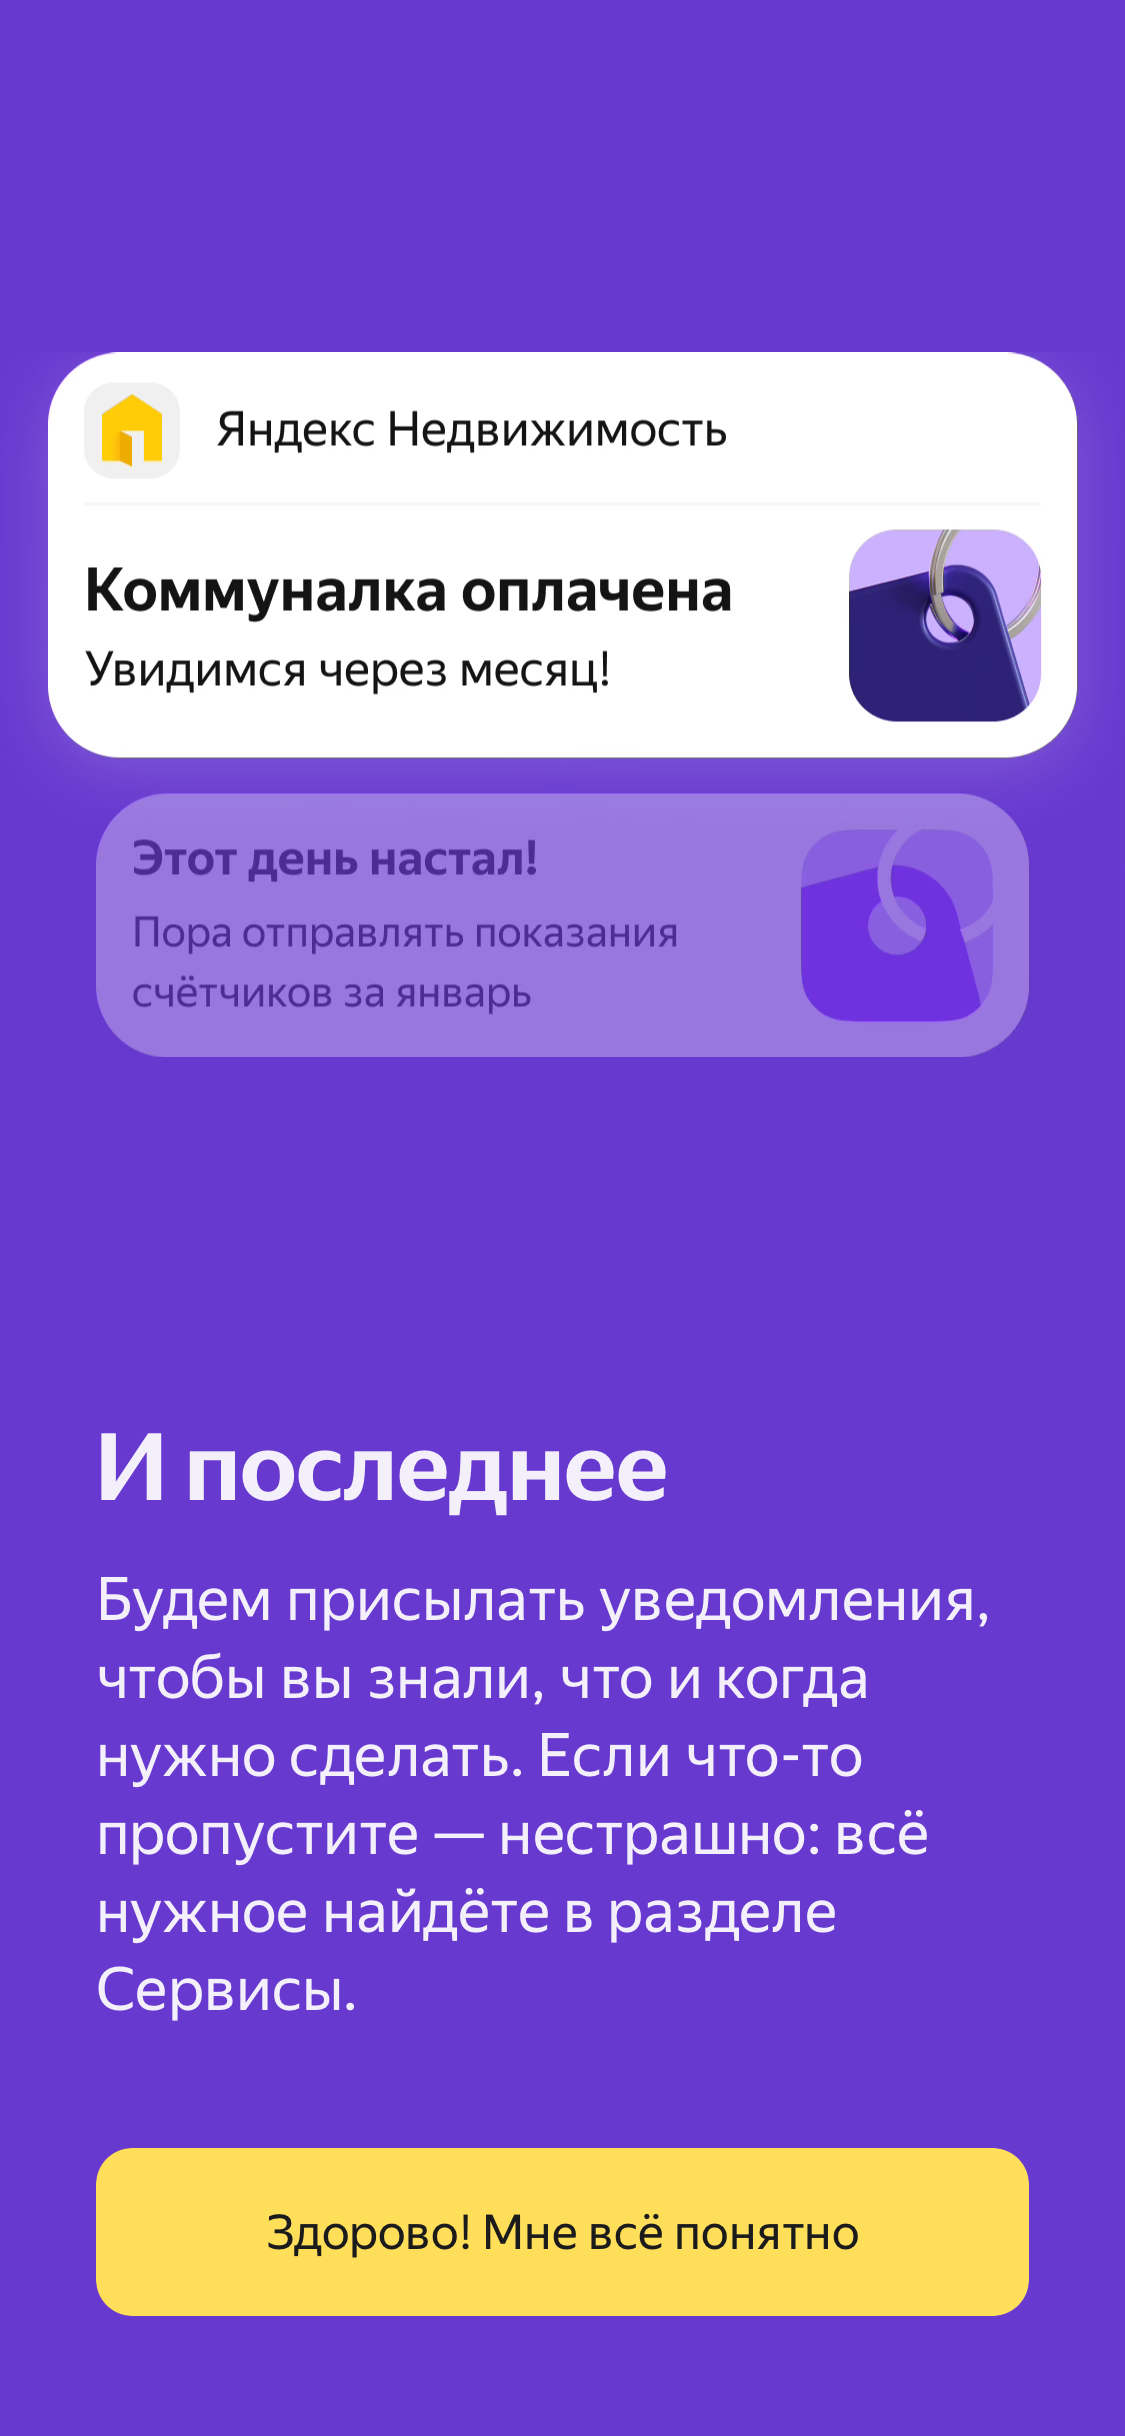 Яндекс Недвижимость
Коммуналка оплачена
Увидимся через месяц!
Этот день настал!
Пора отправлять показания
счётчиков за январь
И последнее
Будем присылать уведомления,
чтобы вы знали, что и когда
нужно сделать. Если что-то
пропустите — нестрашно: всё
нужное найдёте в разделе
Сервисы.
Здорово! Мне всё понятно